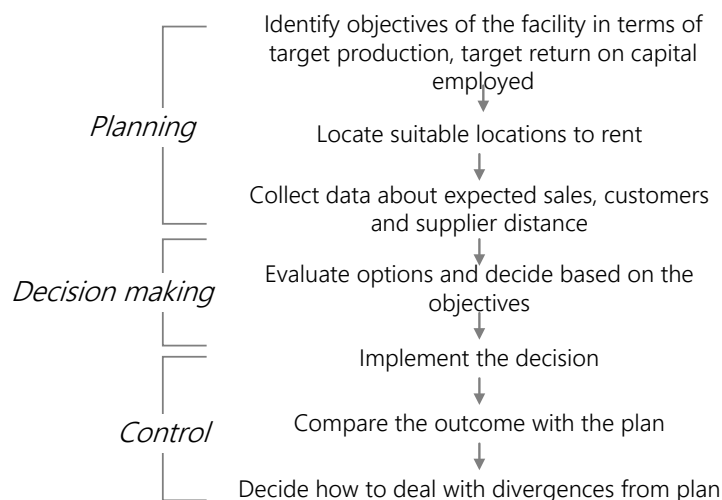 Identify objectives of the facility in terms of
target production, target return on capital
employed
Planning
Locate suitable locations to rent
Collect data about expected sales, customers
and supplier distance
Decision making
Evaluate options and decide based on the
objectives
Implement the decision
Control
Compare the outcome with the plan
Decide how to deal with divergences from plan